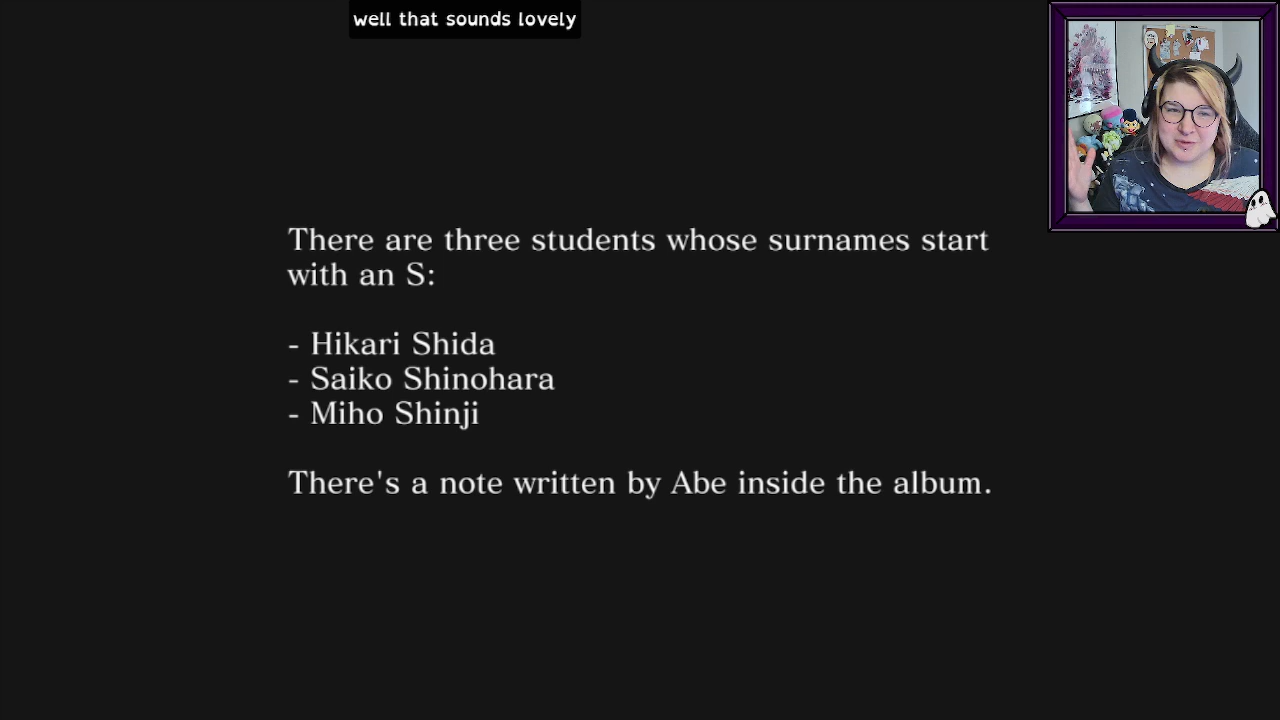 well that sounds lovely
There are three students whose surnames start
with an S:
- Hikari Shida
- Saiko Shinohara
- Miho Shinji
There's a note written by Abe inside the album.